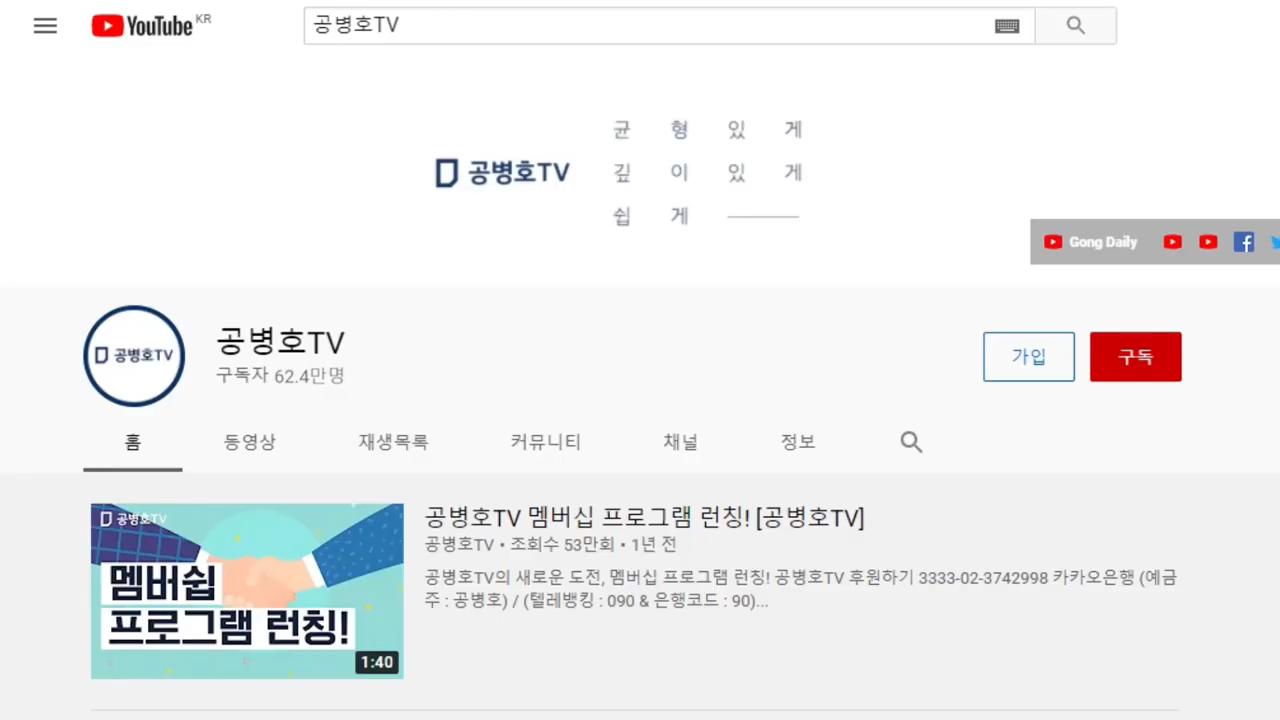 YouTube KR
공병호TV
공병호TV
균형있게
깊이있게
쉽게
Gong Daily
공병호TV
공병호TV
구독자 62.4만명
가입
구독
홈 동영상 재생목록 커뮤니티 채널 정보
공병호TV
멤버쉽
프로그램 런칭!
1:40
공병호TV 멤버십 프로그램 런칭! [공병호TV]
공병호TV • 조회수 53만회 • 1년 전
공병호TV의 새로운 도전, 멤버십 프로그램 런칭! 공병호TV 후원하기 3333-02-3742998 카카오은행 (예금
주 : 공병호) / (텔레뱅킹 : 090 & 은행코드 : 90)...